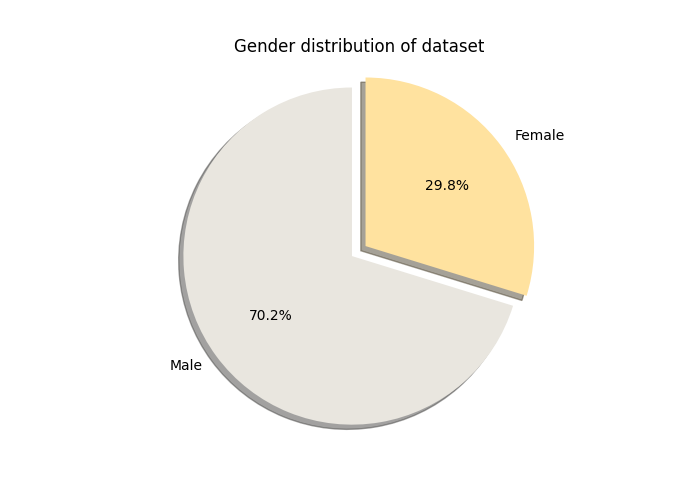 Gender distribution of dataset
Female
29.8%
70.2%
Male